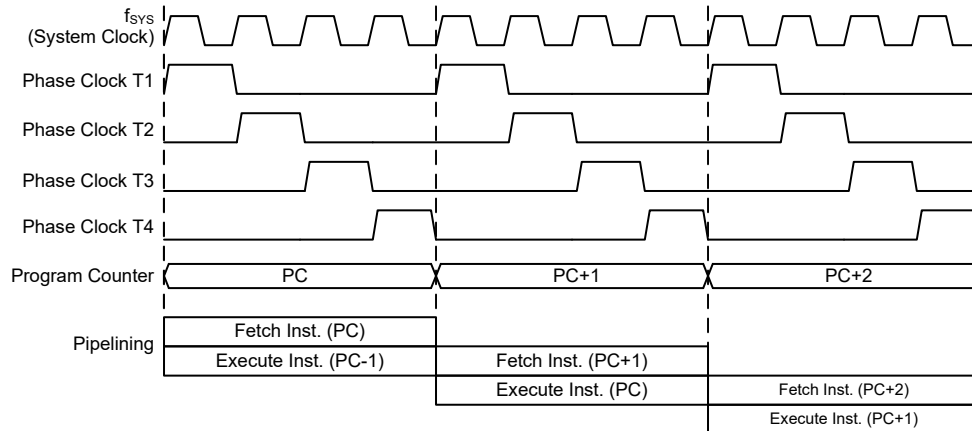 fSYS
(System Clock)
Phase Clock T1
Phase Clock T2
Phase Clock T3
Phase Clock T4
Program Counter PC PC+1 PC+2
Pipelining
Fetch Inst. (PC)
Execute Inst. (PC-1) Fetch Inst. (PC+1)
Execute Inst. (PC) Fetch Inst. (PC+2)
Execute Inst. (PC+1)